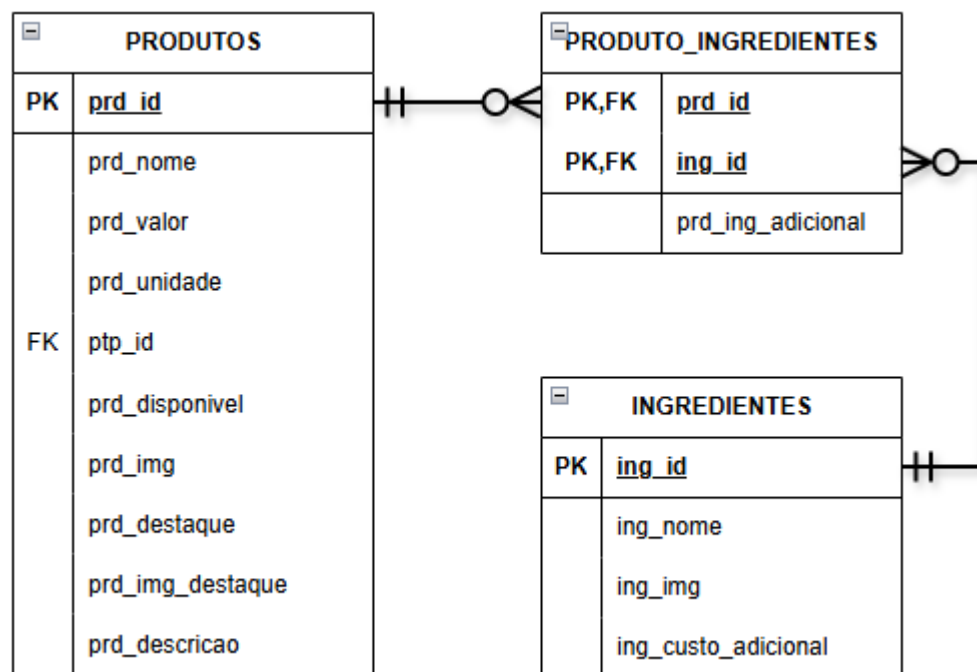 PRODUTOS
PK prd_id
prd_nome
prd_valor
prd_unidade
FK ptp_id
prd_disponivel
prd_img
prd_destaque
prd_img_destaque
prd_descricao
PRODUTO_INGREDIENTES
PK,FK prd_id
PK,FK ing_id
prd_ing_adicional
INGREDIENTES
PK ing_id
ing_nome
ing_img
ing_custo_adicional